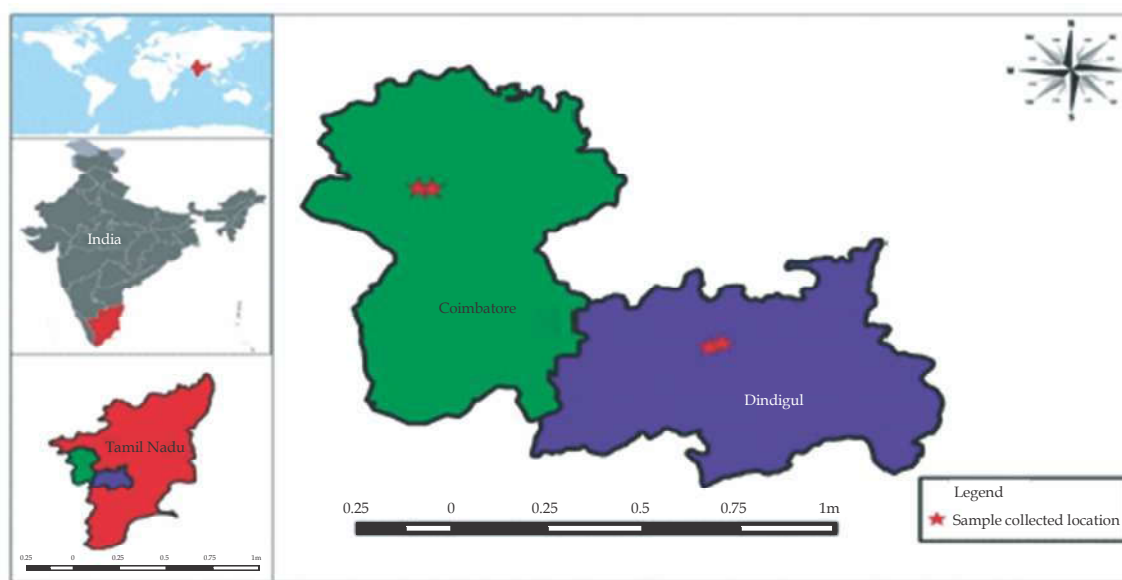 India
Tamil Nadu
0.25 0 0.25 0.5 0.75 1m
Coimbatore
Dindigul
0.25 0 0.25 0.5 0.75 1m
Legend
Sample collected location